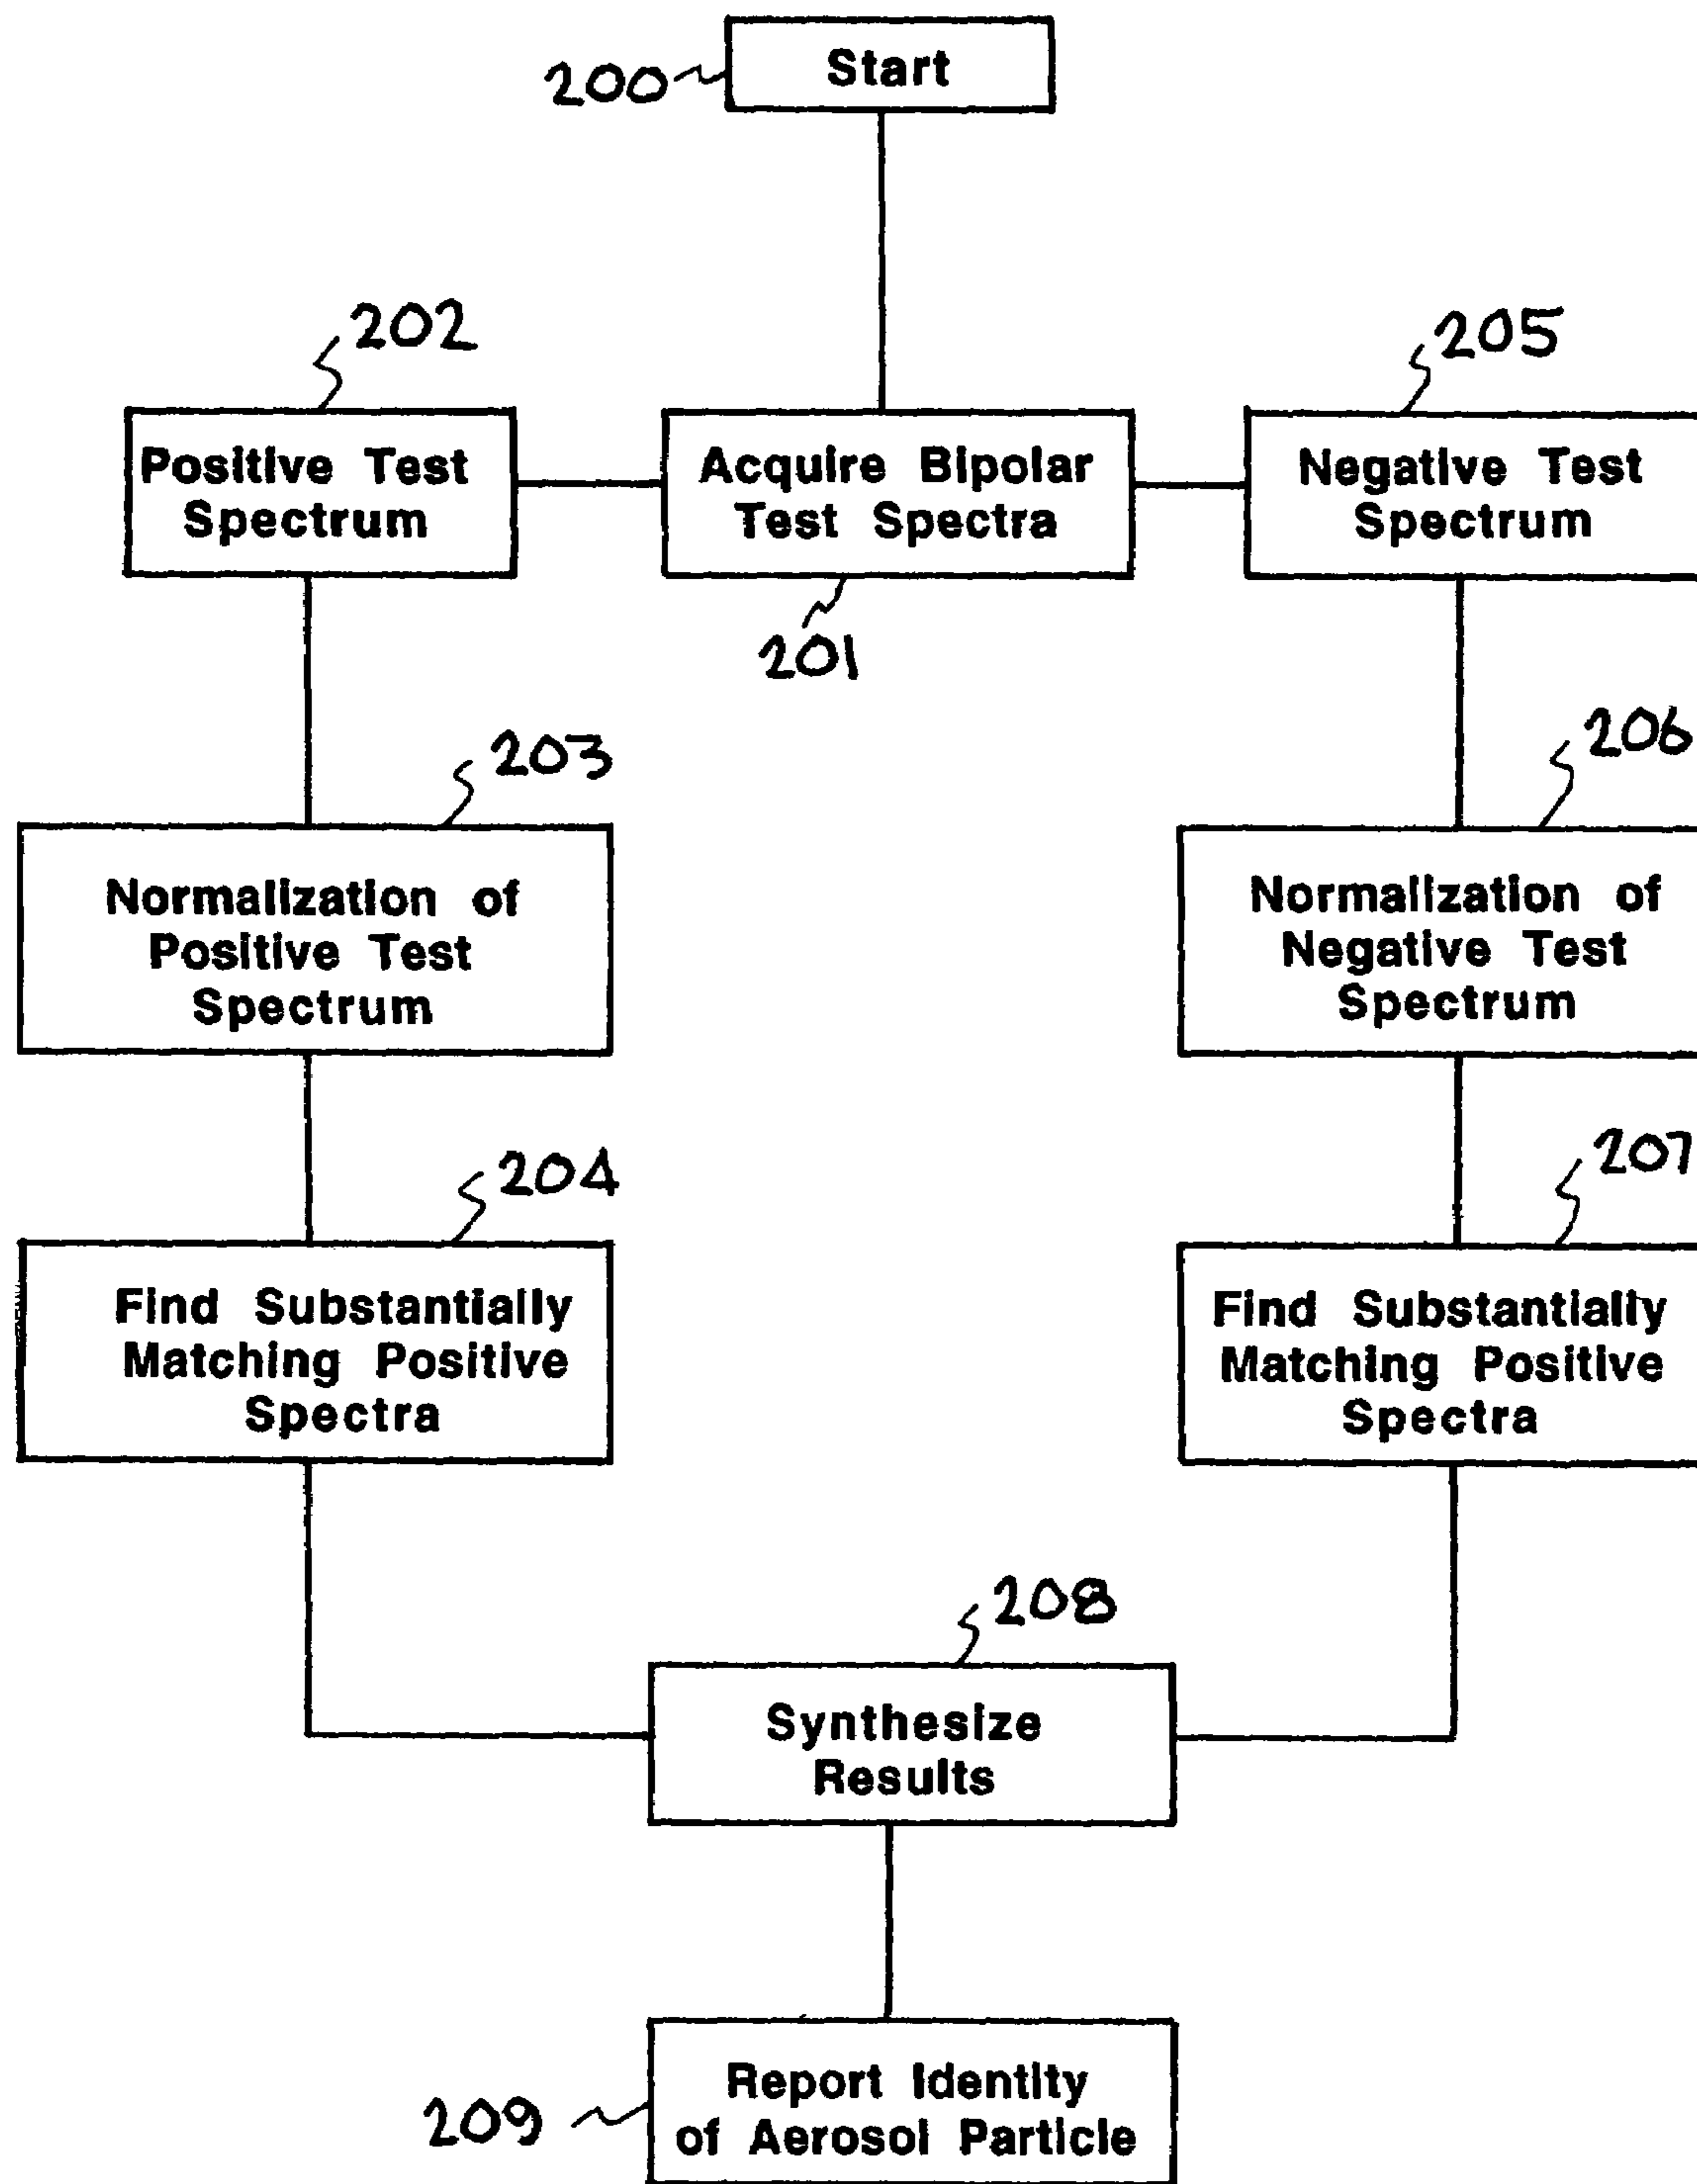 200
Start
202
205
Positive Test
Spectrum
Acquire Bipolar
Test Spectra
Negative Test
Spectrum
201
203
206
Normalization of
Positive Test
Spectrum
Normalization of
Negative Test
Spectrum
204
207
Find Substantially
Matching Positive
Spectra
Find Substantially
Matching Positive
Spectra
208
Synthesize
Results
209
Report Identity
of Aerosol Particle